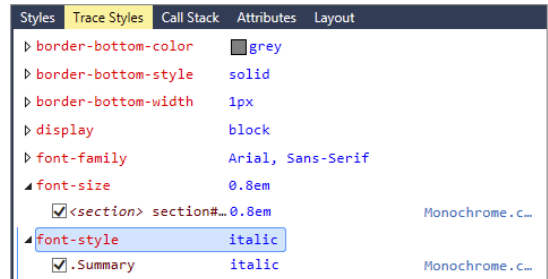 Styles Trace Styles Call Stack Attributes Layout
border-bottom-color grey
border-bottom-style solid
border-bottom-width 1px
display block
font-family Arial, Sans-Serif
font-size 0.8em
<section> section#… 0.8em Monochrome.c…
font-style italic
.Summary italic Monochrome.c…